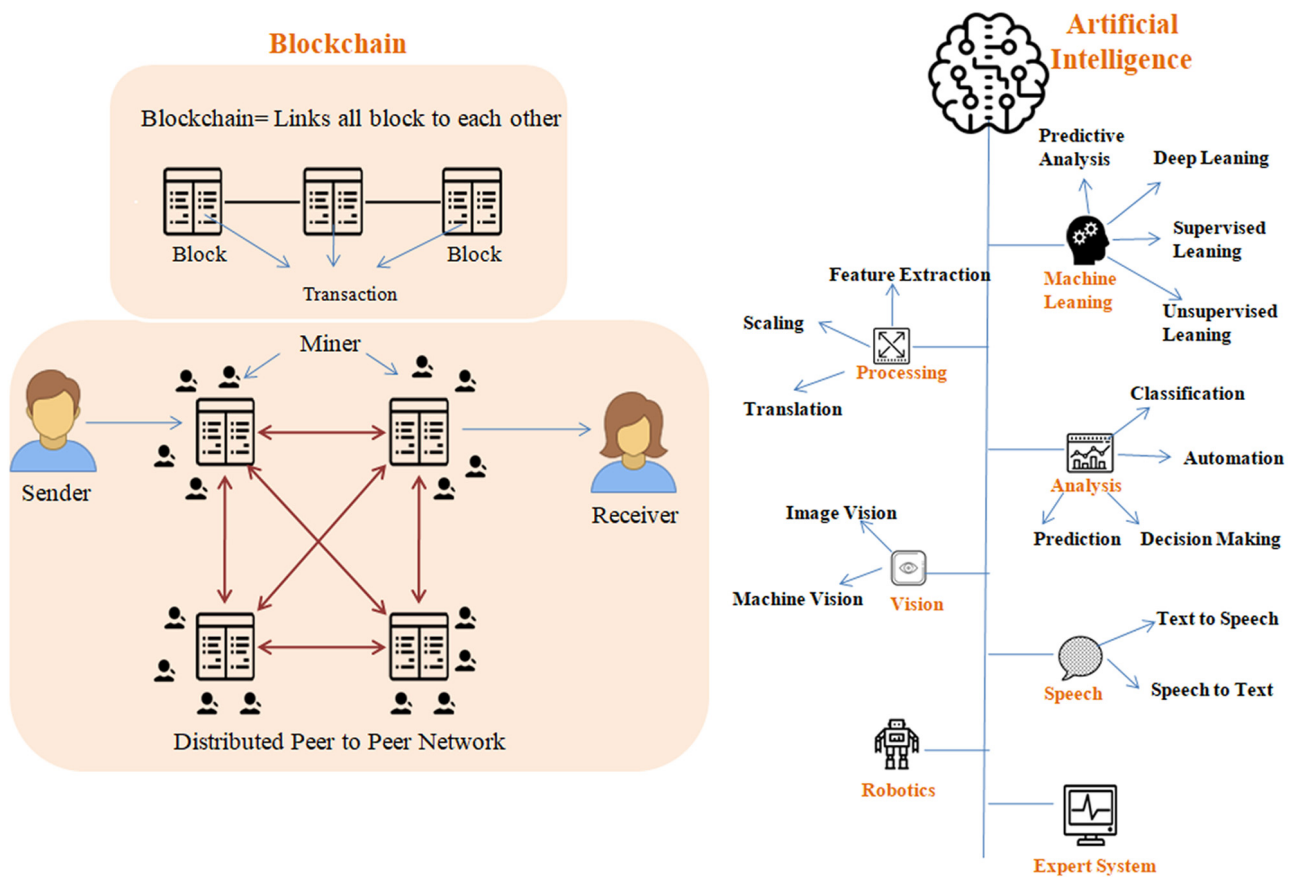 Blockchain
Blockchain= Links all block to each other
Block
Block
Transaction
Miner
Sender
Receiver
Distributed Peer to Peer Network
Artificial
Intelligence
Predictive
Analysis
Deep Leaning
Supervised
Leaning
Unsupervised
Leaning
Machine
Leaning
Feature Extraction
Scaling
Translation
Processing
Classification
Automation
Analysis
Prediction
Decision Making
Image Vision
Machine Vision
Vision
Text to Speech
Speech to Text
Speech
Robotics
Expert System